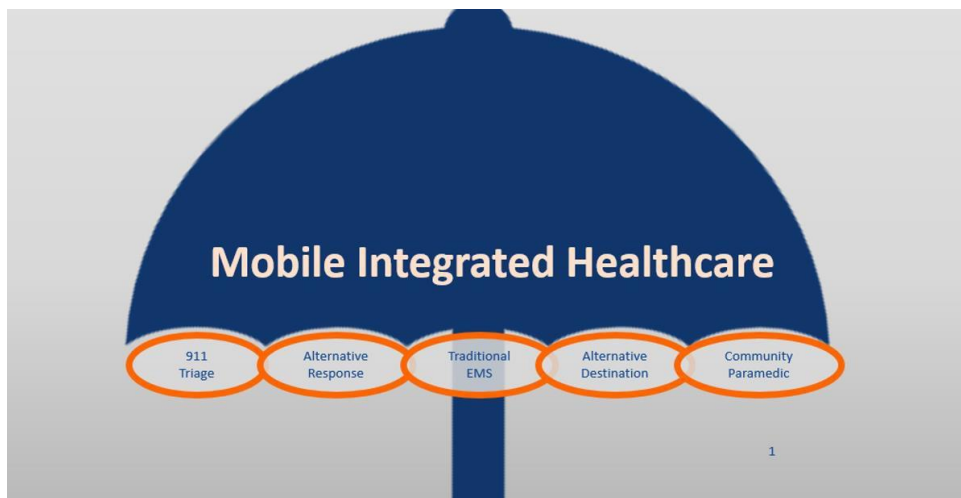 Mobile Integrated Healthcare
911
Triage
Alternative
Response
Traditional
EMS
Alternative
Destination
Community
Paramedic
1